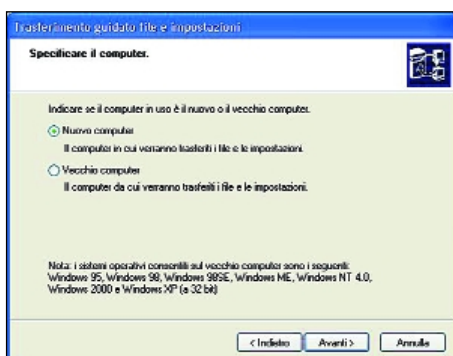 Trasferimento guidato file e impostazioni
Specificare il computer.
Indicare se il computer in uso è il nuovo o il vecchio computer.
Nuovo computer
Il computer in cui verranno trasferiti i file e le impostazioni.
Vecchio computer
Il computer da cui verranno trasferiti i file e le impostazioni.
Nota: i sistemi operativi consentiti sul vecchio computer sono i seguenti:
Windows 95, Windows 98, Windows 98SE, Windows ME, Windows NT 4.0,
Windows 2000 e Windows XP (a 32 bit)
< Indietro
Avanti >
Annulla